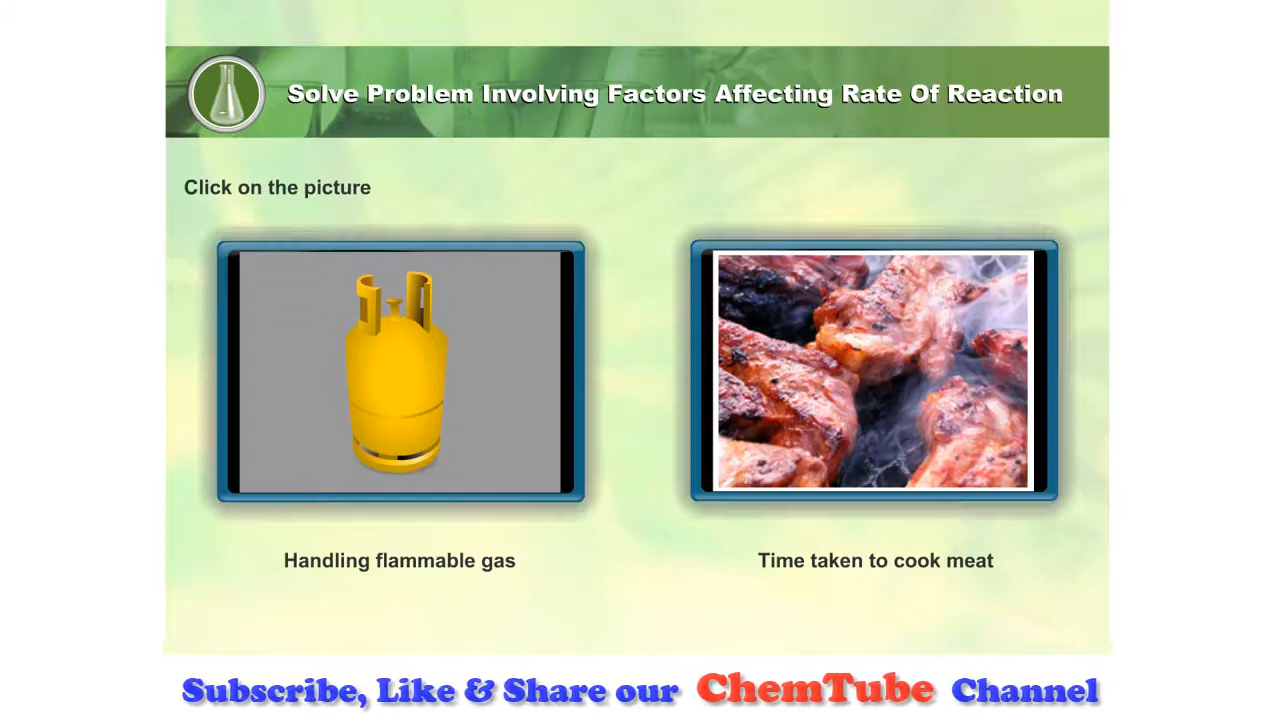 Solve Problem Involving Factors Affecting Rate Of Reaction
Click on the picture
Handling flammable gas
Time taken to cook meat
Subscribe, Like & Share our ChemTube Channel